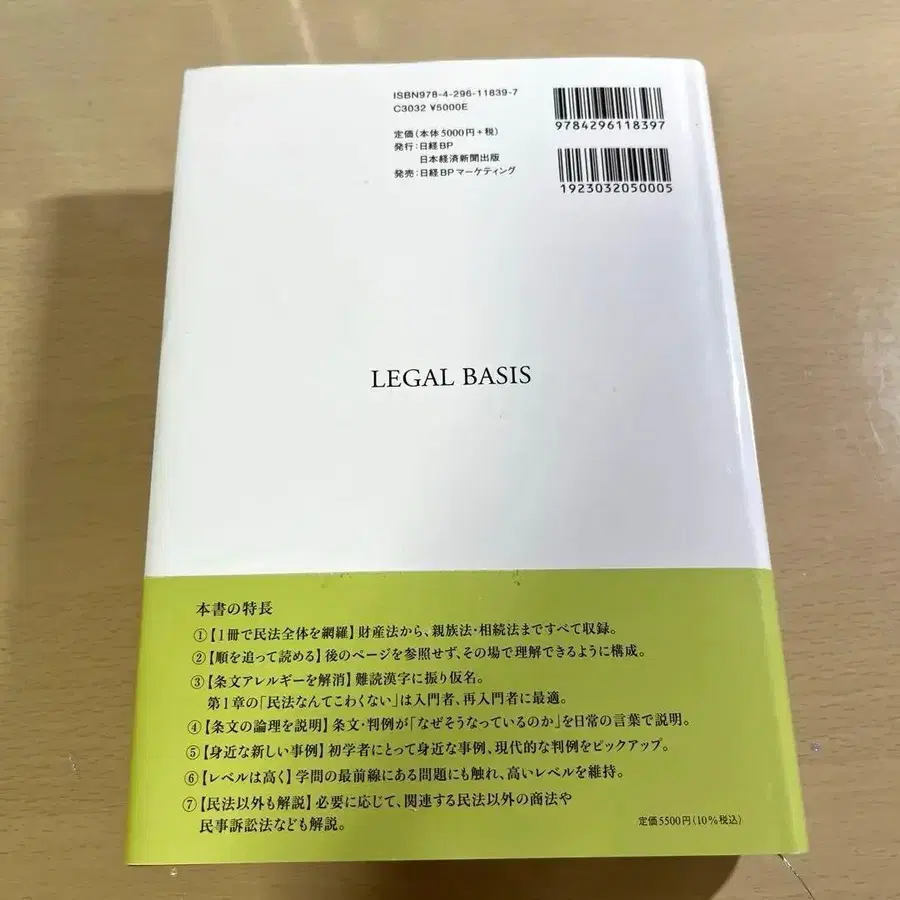 ISBN978-4-296-11839-7
C3032 ¥5000E
定価(本体5000円+税)
発行:日経BP
日本経済新聞出版
発売:日経BPマーケティング
9784296118397
1923032050005
LEGAL BASIS
本書の特長
①【1冊で民法全体を網羅】財産法から、親族法・相続法まですべて収録。
②【順を追って読める】後のページを参照せず、その場で理解できるように構成。
③【条文アレルギーを解消】難読漢字に振り仮名。
第1章の「民法なんてこわくない」は入門者、再入門者に最適。
④【条文の論理を説明】条文・判例が「なぜそうなっているのか」を日常の言葉で説明。
⑤【身近な新しい事例】初学者にとって身近な事例、現代的な判例をピックアップ。
⑥【レベルは高く】学問の最前線にある問題にも触れ、高いレベルを維持。
⑦【民法以外も解説】必要に応じて、関連する民法以外の商法や
民事訴訟法なども解説。
定価5500円(10%税込)